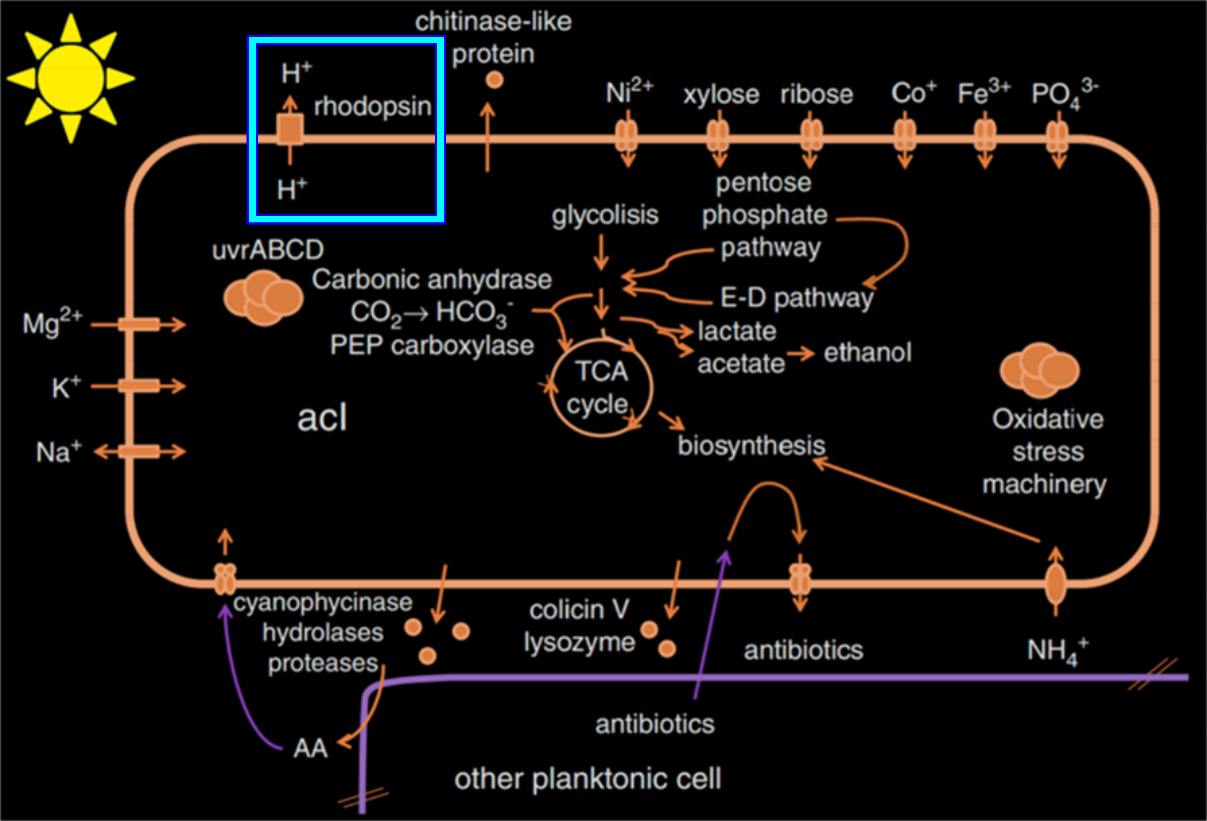 chitinase-like
protein
H⁺
rhodopsin
H⁺
Ni²⁺
xylose
ribose
Co⁺
Fe³⁺
PO₄³⁻
pentose
phosphate
pathway
glycolisis
uvrABCD
Carbonic anhydrase
CO₂→ HCO₃⁻
PEP carboxylase
E-D pathway
lactate
acetate
ethanol
Mg²⁺
K⁺
Na⁺
acI
TCA
cycle
biosynthesis
Oxidative
stress
machinery
cyanophycinase
hydrolases
proteases
colicin V
lysozyme
antibiotics
NH₄⁺
antibiotics
AA
other planktonic cell